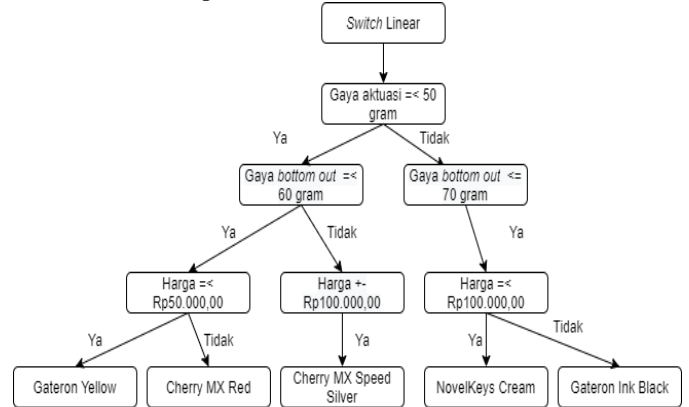 Switch Linear
Gaya aktuasi =< 50
gram
Ya
Tidak
Gaya bottom out =<
60 gram
Gaya bottom out <=
70 gram
Ya
Tidak
Ya
Harga =<
Rp50.000,00
Harga +-
Rp100.000,00
Harga =<
Rp100.000,00
Ya
Tidak
Ya
Ya
Tidak
Gateron Yellow
Cherry MX Red
Cherry MX Speed
Silver
NovelKeys Cream
Gateron Ink Black